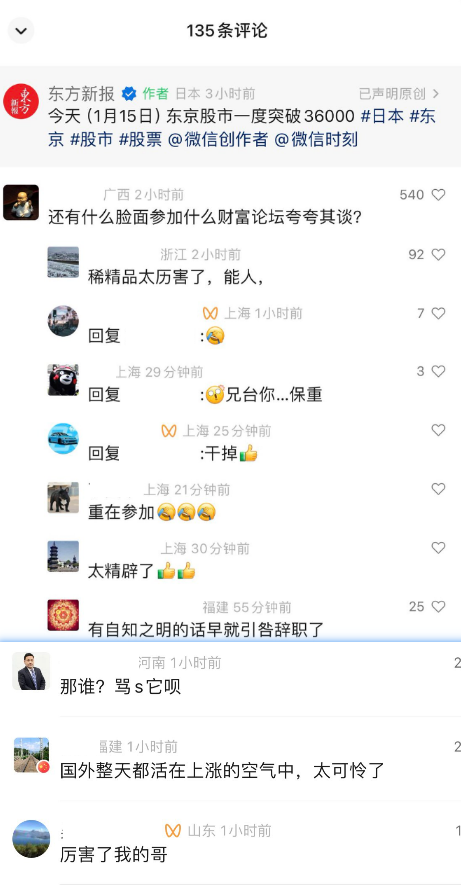 135条评论
东方新报 作者 日本 3小时前 已声明原创
今天 (1月15日) 东京股市一度突破36000 #日本 #东
京 #股市 #股票 @微信创作者 @微信时刻
广西 2小时前 540
还有什么脸面参加什么财富论坛夸夸其谈?
浙江 2小时前 92
稀精品太历害了，能人，
上海 1小时前 7
回复 :
上海 29分钟前 3
回复 :兄台你...保重
上海 25分钟前
回复 :干掉
上海 21分钟前
重在参加
上海 30分钟前
太精辟了
福建 55分钟前 25
有自知之明的话早就引咎辞职了
河南 1小时前 2
那谁？骂s它呗
福建 1小时前 2
国外整天都活在上涨的空气中，太可怜了
山东 1小时前 1
厉害了我的哥